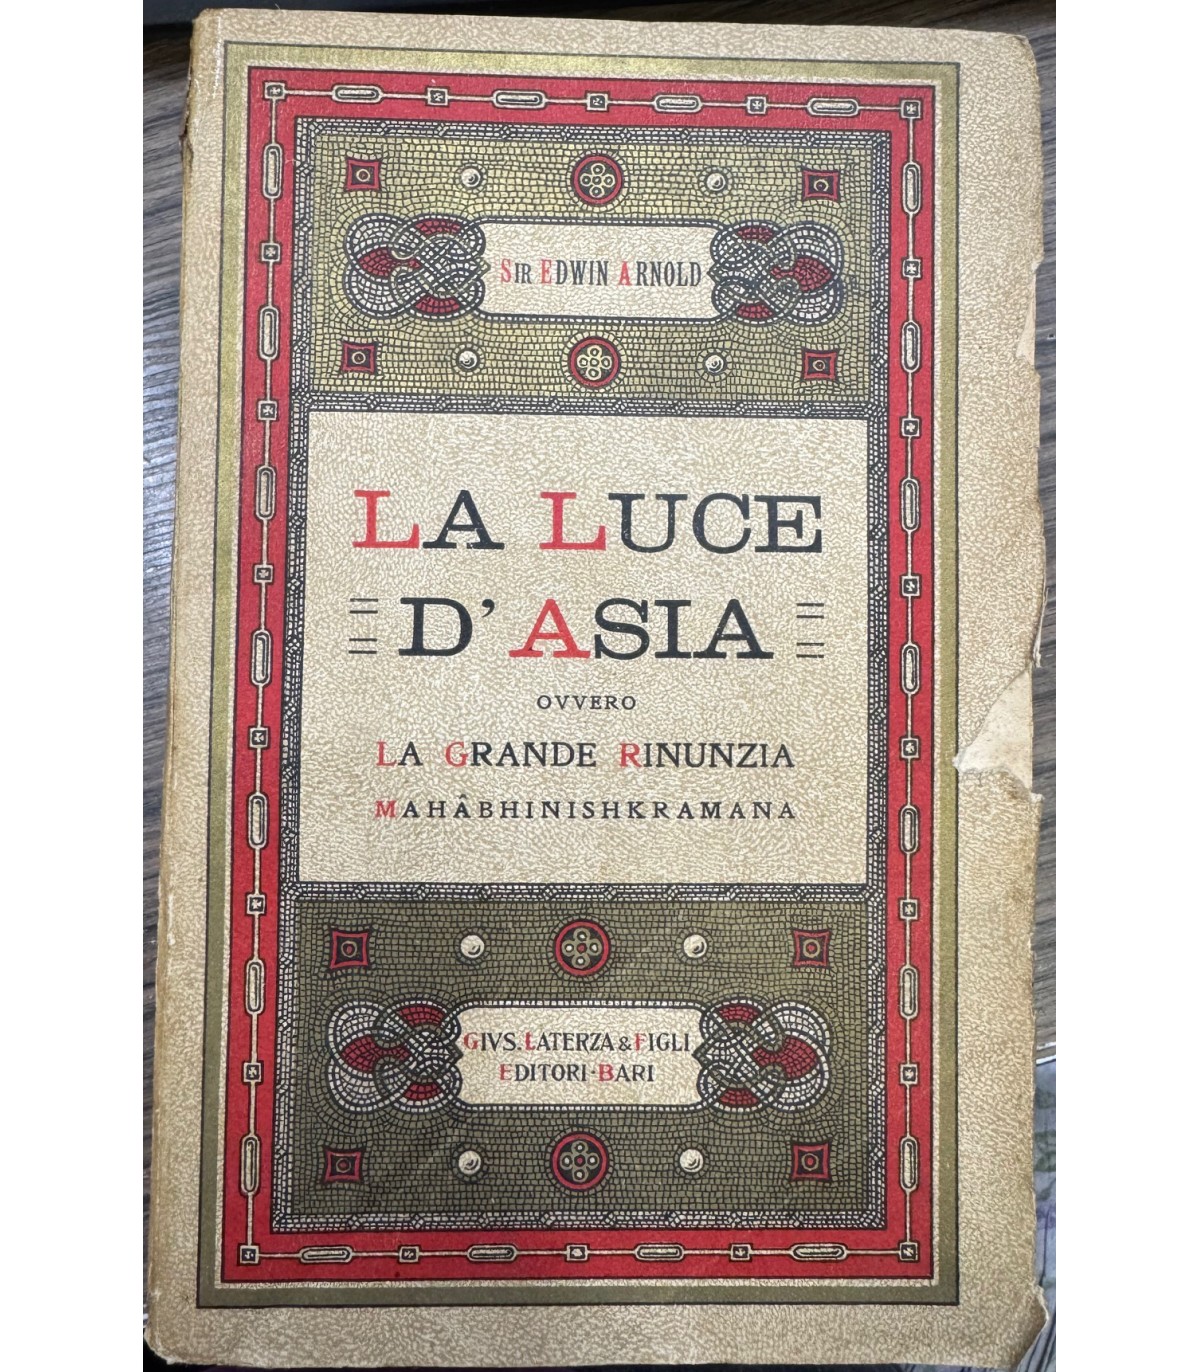 SIR EDWIN ARNOLD
LA LUCE
D'ASIA
OVVERO
LA GRANDE RINUNZIA
MAHÂBHINISHKRAMANA
GIVS. LATERZA & FIGLI
EDITORI-BARI